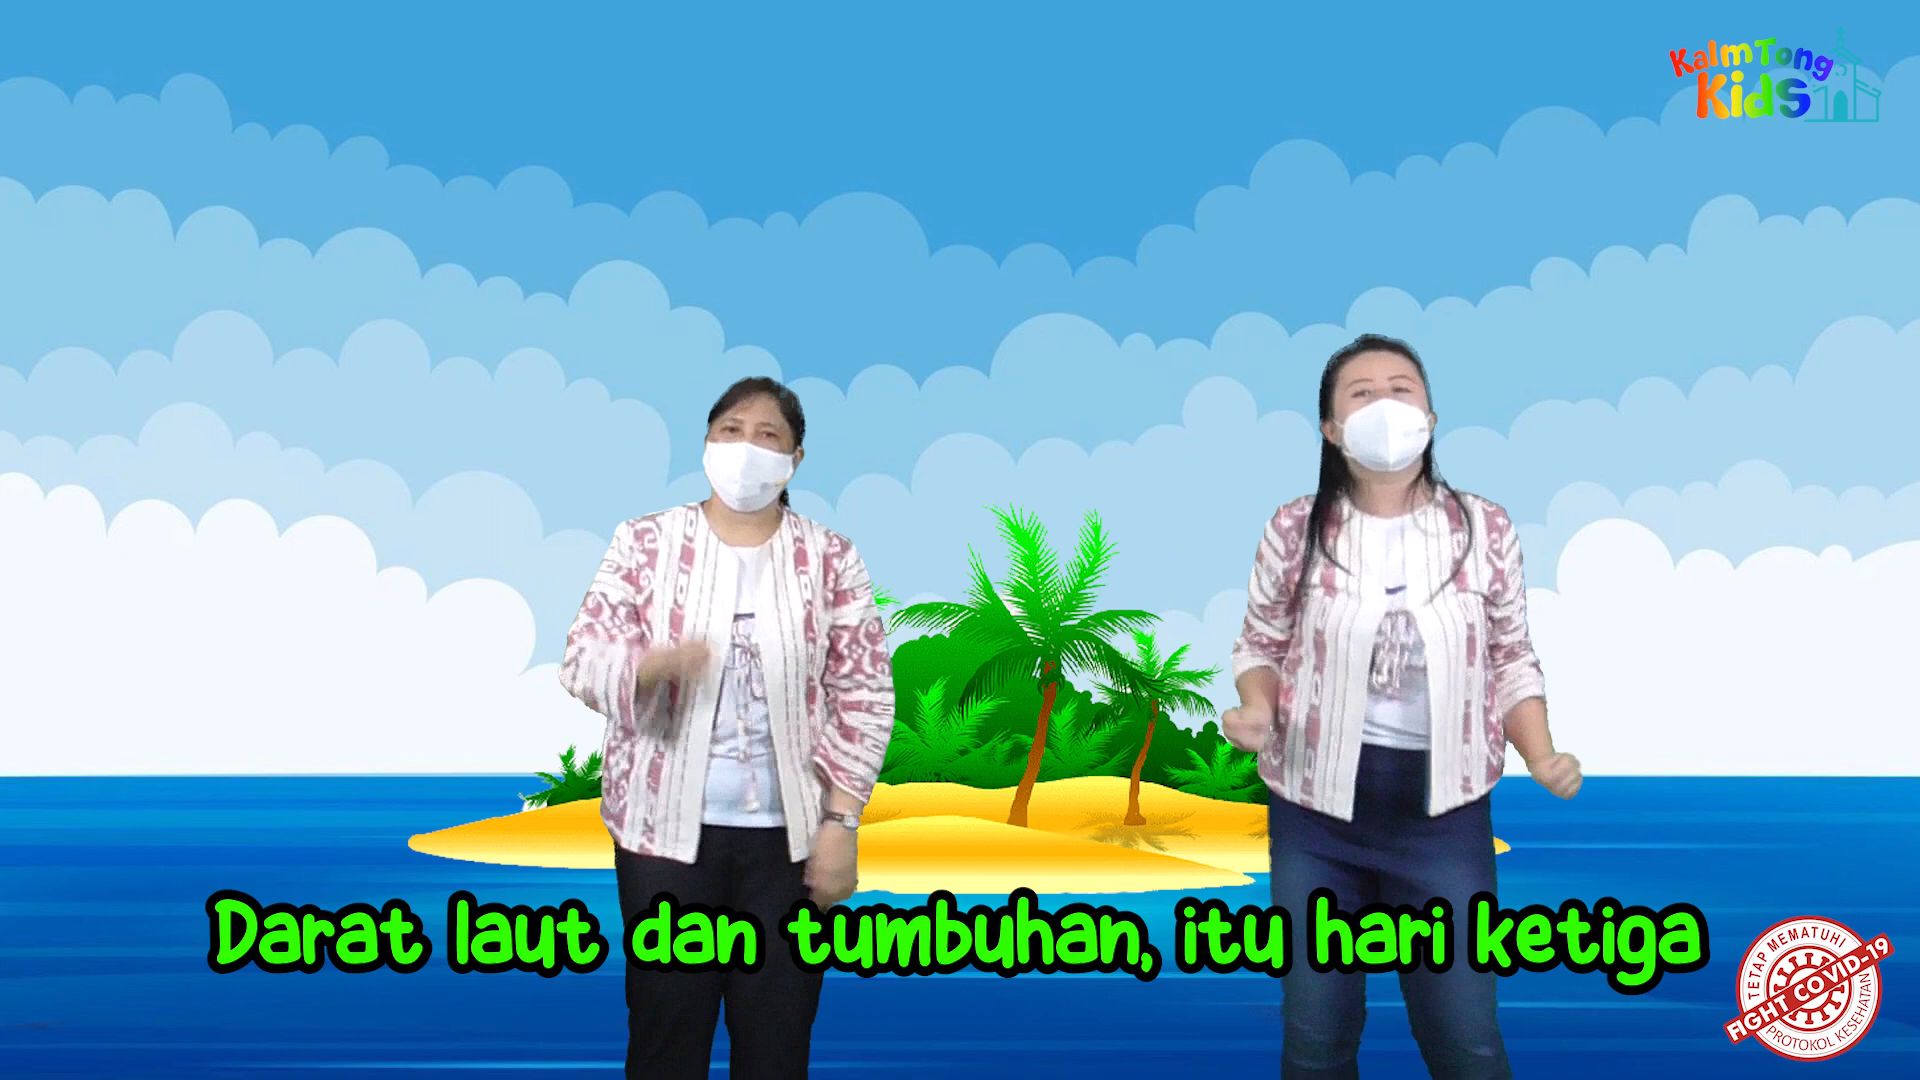 KalmTong
Kids
Darat laut dan tumbuhan, itu hari ketiga
TETAP MEMATUHI
FIGHT COVID-19
PROTOKOL KESEHATAN